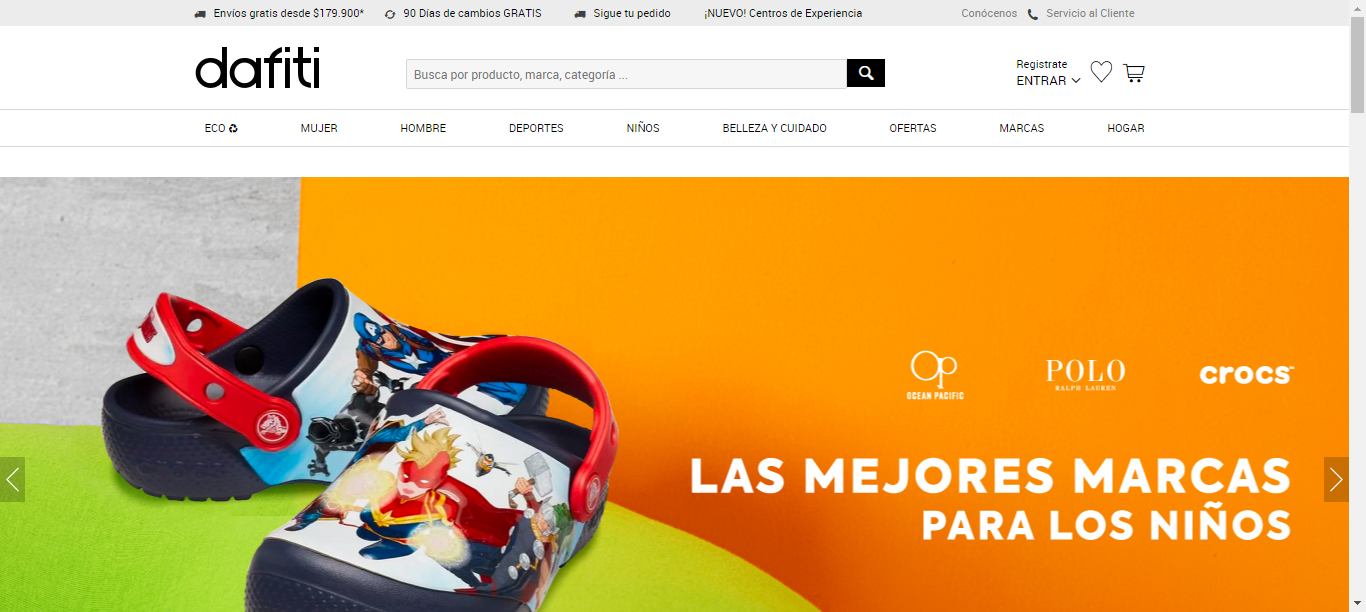 Envíos gratis desde $179.900*
90 Días de cambios GRATIS
Sigue tu pedido
¡NUEVO! Centros de Experiencia
Conócenos
Servicio al Cliente
dafiti
Busca por producto, marca, categoría ...
Registrate
ENTRAR
ECO
MUJER
HOMBRE
DEPORTES
NIÑOS
BELLEZA Y CUIDADO
OFERTAS
MARCAS
HOGAR
Op
OCEAN PACIFIC
POLO
RALPH LAUREN
crocs™
LAS MEJORES MARCAS
PARA LOS NIÑOS